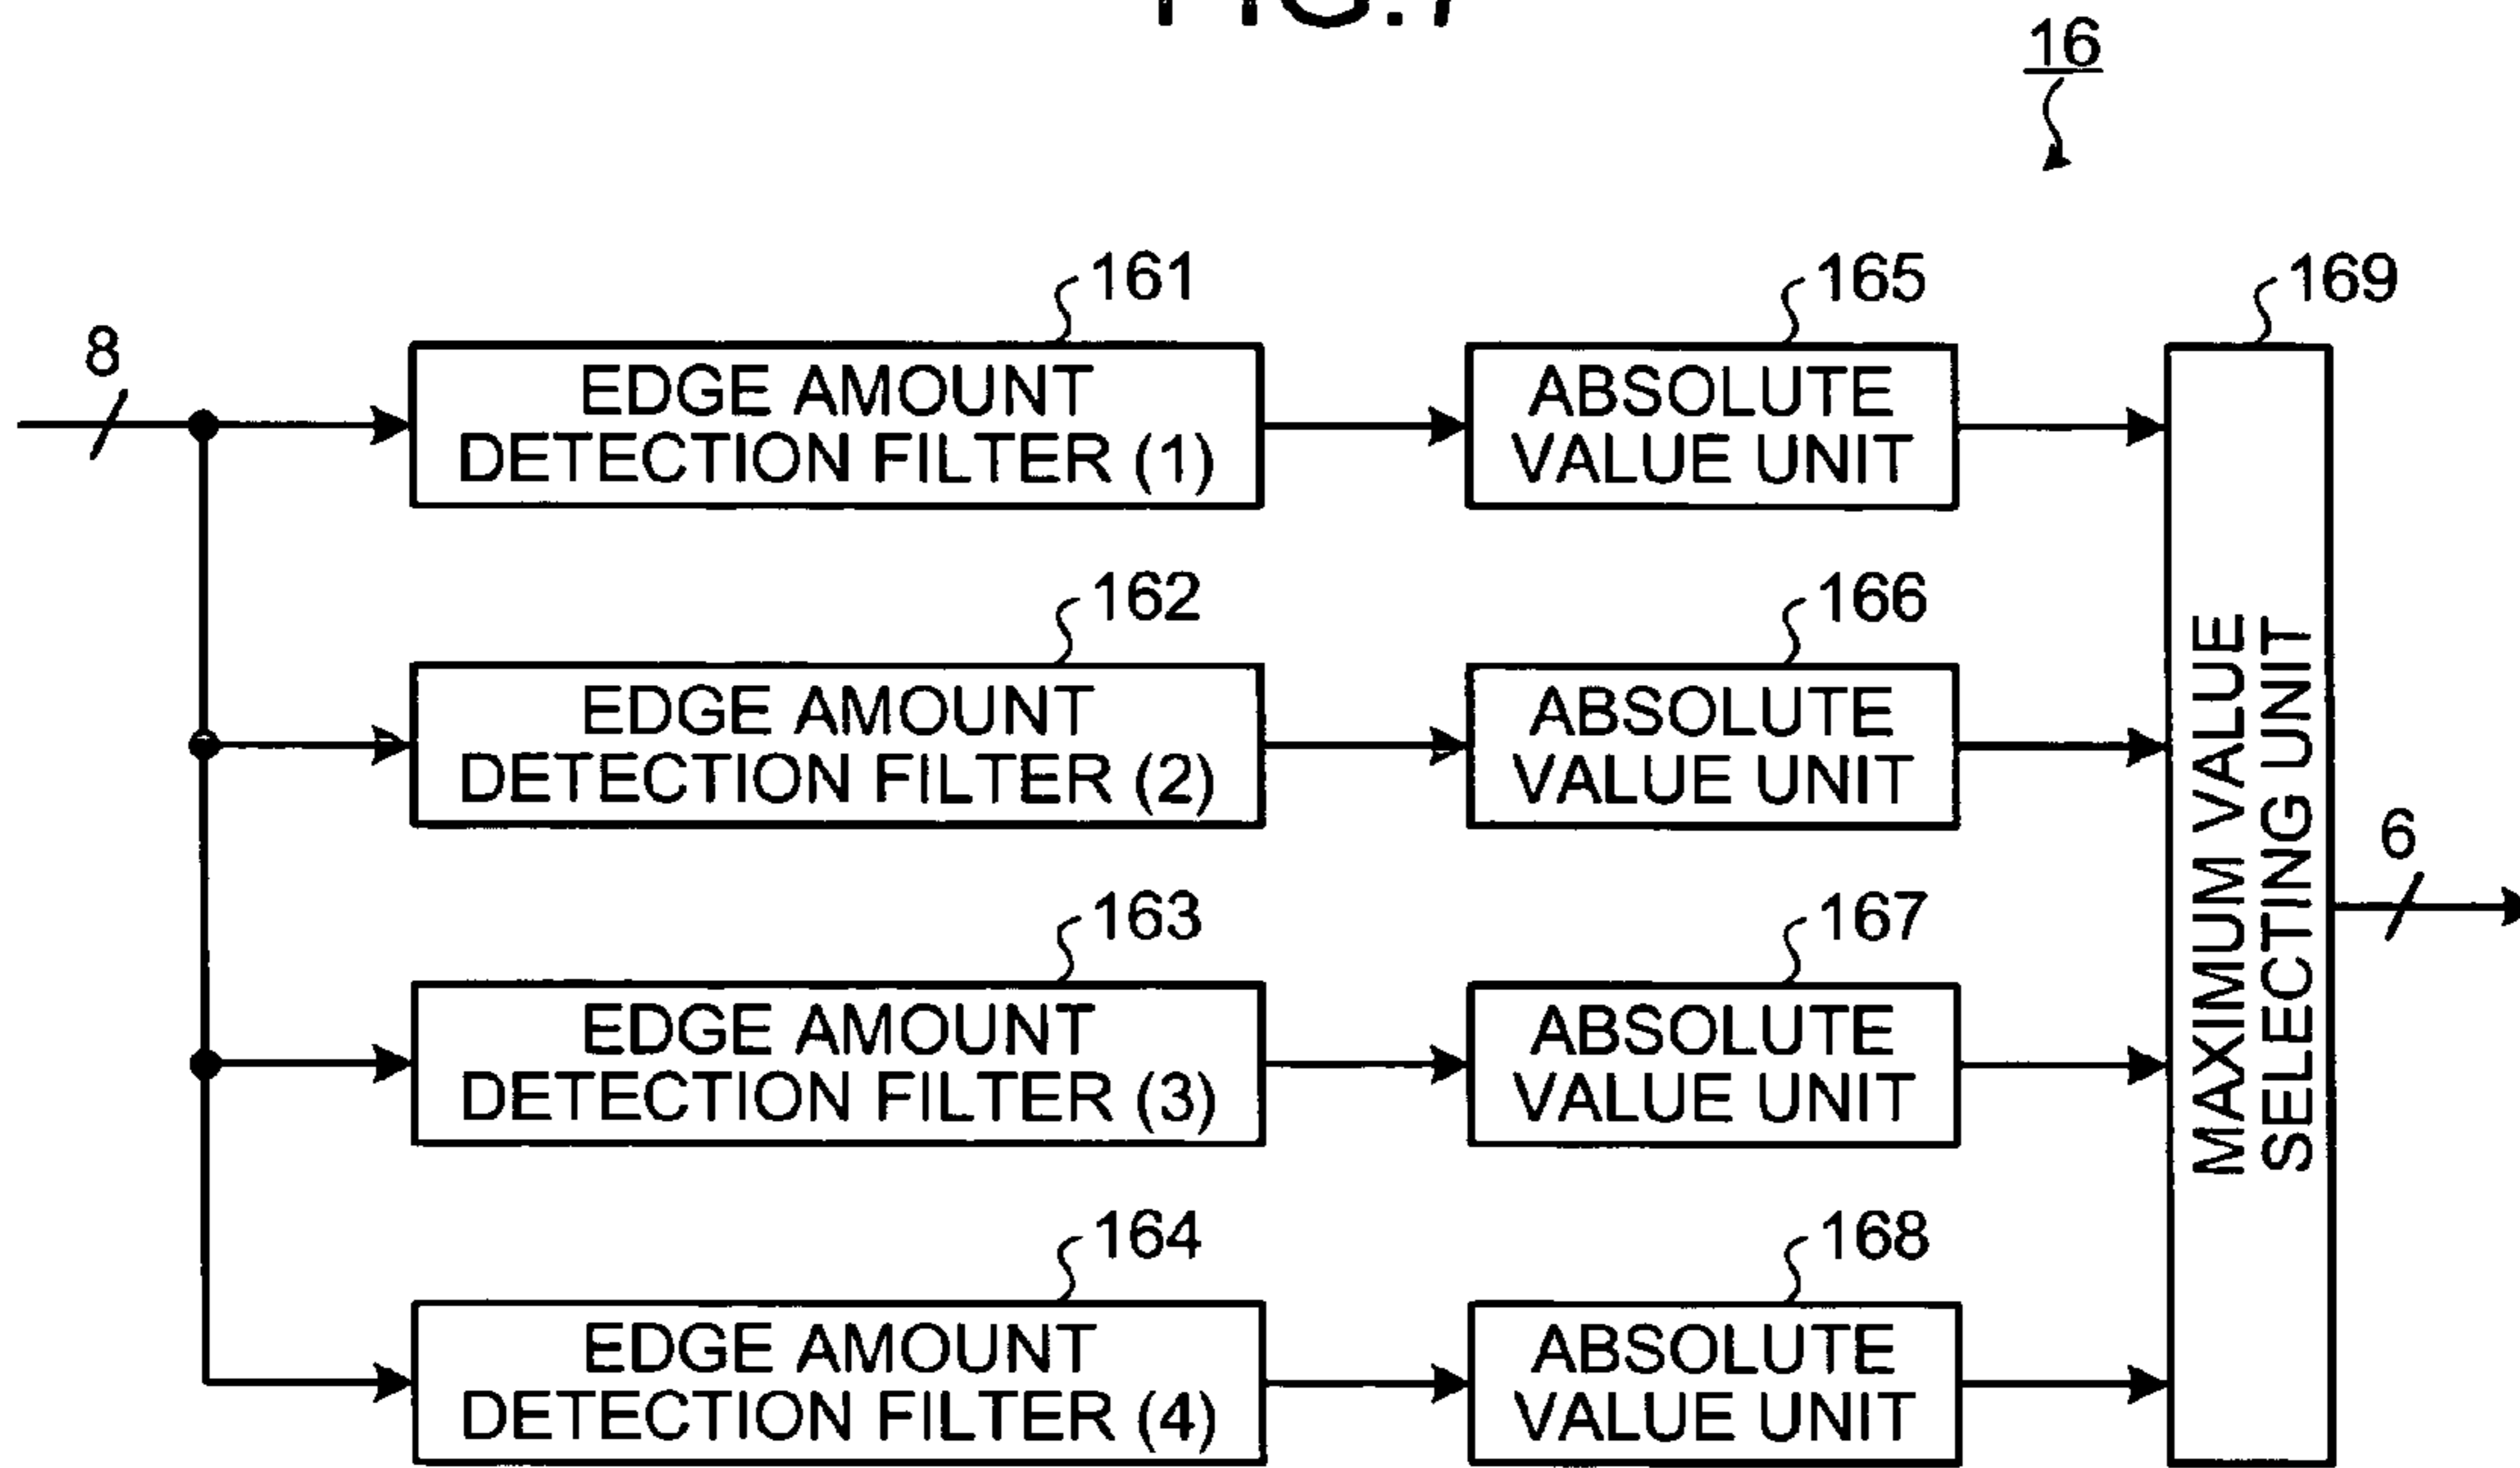 FIG.7
16
161
165
169
8
EDGE AMOUNT
DETECTION FILTER (1)
ABSOLUTE
VALUE UNIT
162
166
EDGE AMOUNT
DETECTION FILTER (2)
ABSOLUTE
VALUE UNIT
MAXIMUM VALUE
SELECTING UNIT
6
163
167
EDGE AMOUNT
DETECTION FILTER (3)
ABSOLUTE
VALUE UNIT
164
168
EDGE AMOUNT
DETECTION FILTER (4)
ABSOLUTE
VALUE UNIT